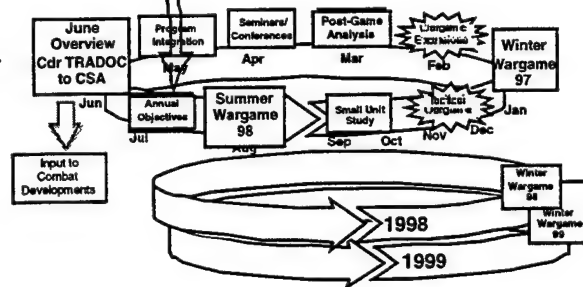 June
Overview
Cdr TRADOC
to CSA
Program
Integration
May
Seminars/
Conferences
Apr
Post-Game
Analysis
Mar
Feb
Winter
Wargame
97
Jun
Annual
Objectives
Jul
Summer
Wargame
98
Aug
Small Unit
Study
Sep
Oct
Tactical
Nov
Dec
Jan
Input to
Combat
Developments
Winter
Wargame
98
Winter
Wargame
99
1998
1999